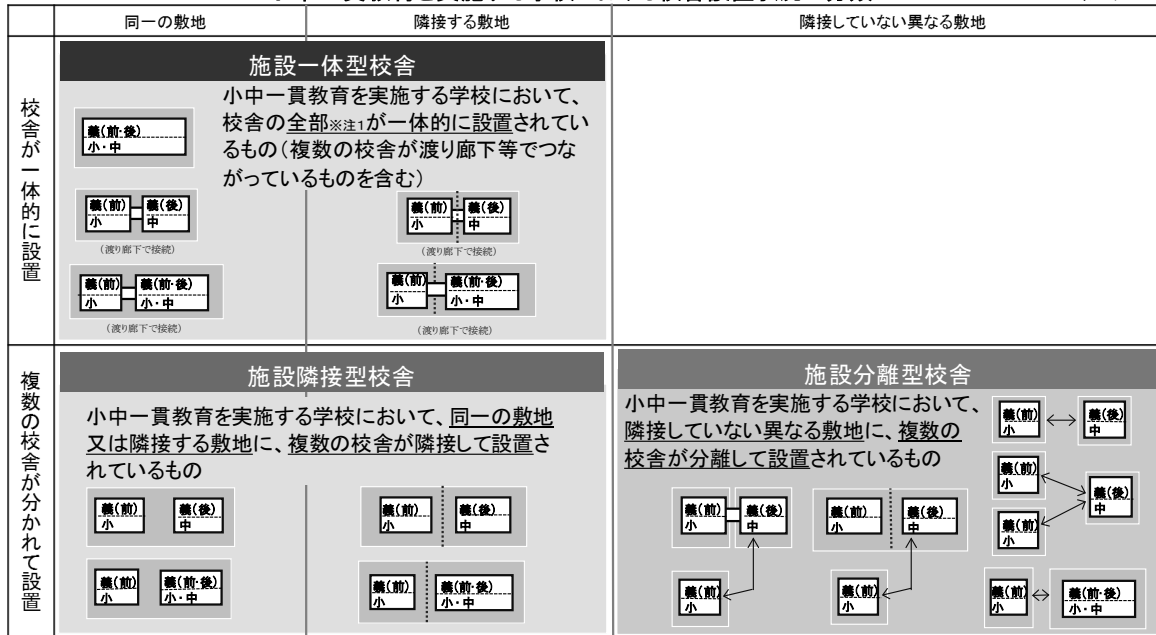 同一の敷地
隣接する敷地
隣接していない異なる敷地
校舎が一体的に設置
施設一体型校舎
小中一貫教育を実施する学校において、
校舎の全部※注1が一体的に設置されてい
るもの(複数の校舎が渡り廊下等でつな
がっているものを含む)
義(前・後)
小・中
義(前)
小
義(後)
中
(渡り廊下で接続)
義(前)
小
義(後)
中
(渡り廊下で接続)
義(前)
小
義(前・後)
小・中
(渡り廊下で接続)
義(前)
小
義(前・後)
小・中
(渡り廊下で接続)
複数の校舎が分かれて設置
施設隣接型校舎
小中一貫教育を実施する学校において、同一の敷地
又は隣接する敷地に、複数の校舎が隣接して設置さ
れているもの
義(前)
小
義(後)
中
義(前)
小
義(後)
中
義(前)
小
義(前・後)
小・中
義(前)
小
義(前・後)
小・中
施設分離型校舎
小中一貫教育を実施する学校において、
隣接していない異なる敷地に、複数の
校舎が分離して設置されているもの
義(前)
小
義(後)
中
義(前)
小
義(後)
中
義(前)
小
義(前)
小
義(後)
中
義(前)
小
義(前)
小
義(後)
中
義(前)
小
義(前)
小
義(前・後)
小・中